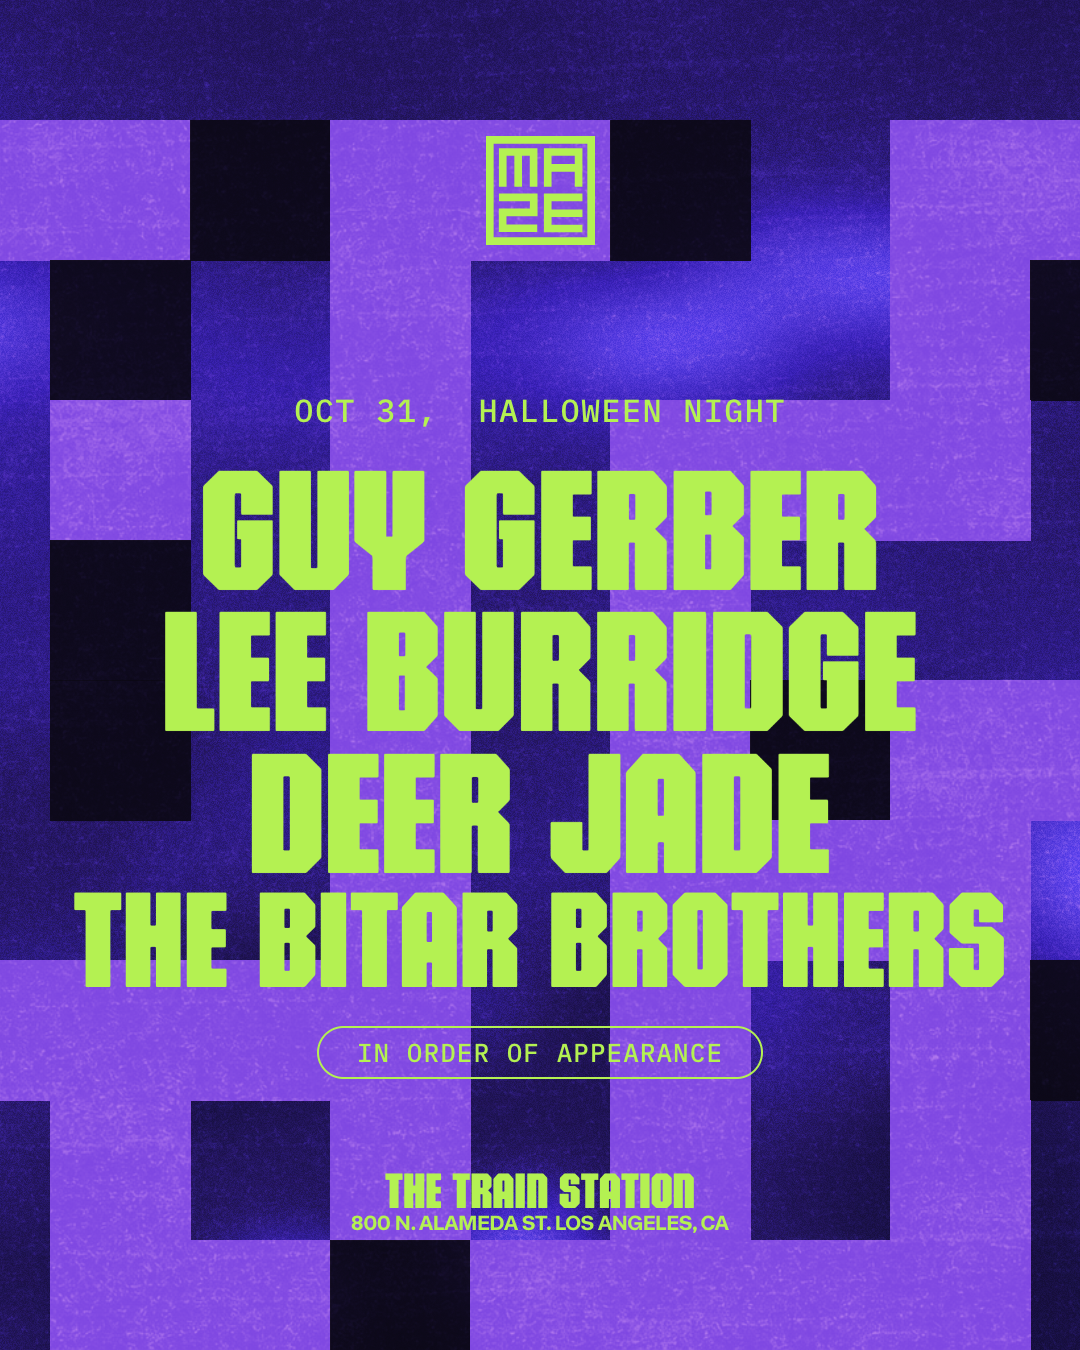 MA
ZE
OCT 31, HALLOWEEN NIGHT
GUY GERBER
LEE BURRIDGE
DEER JADE
THE BITAR BROTHERS
IN ORDER OF APPEARANCE
THE TRAIN STATION
800 N. ALAMEDA ST. LOS ANGELES, CA